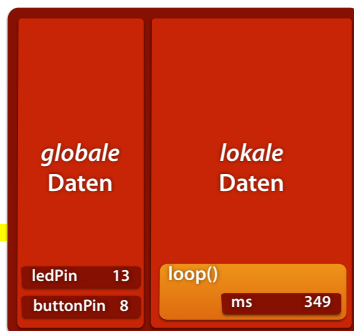 globale
Daten
ledPin 13
buttonPin 8
lokale
Daten
loop()
ms 349